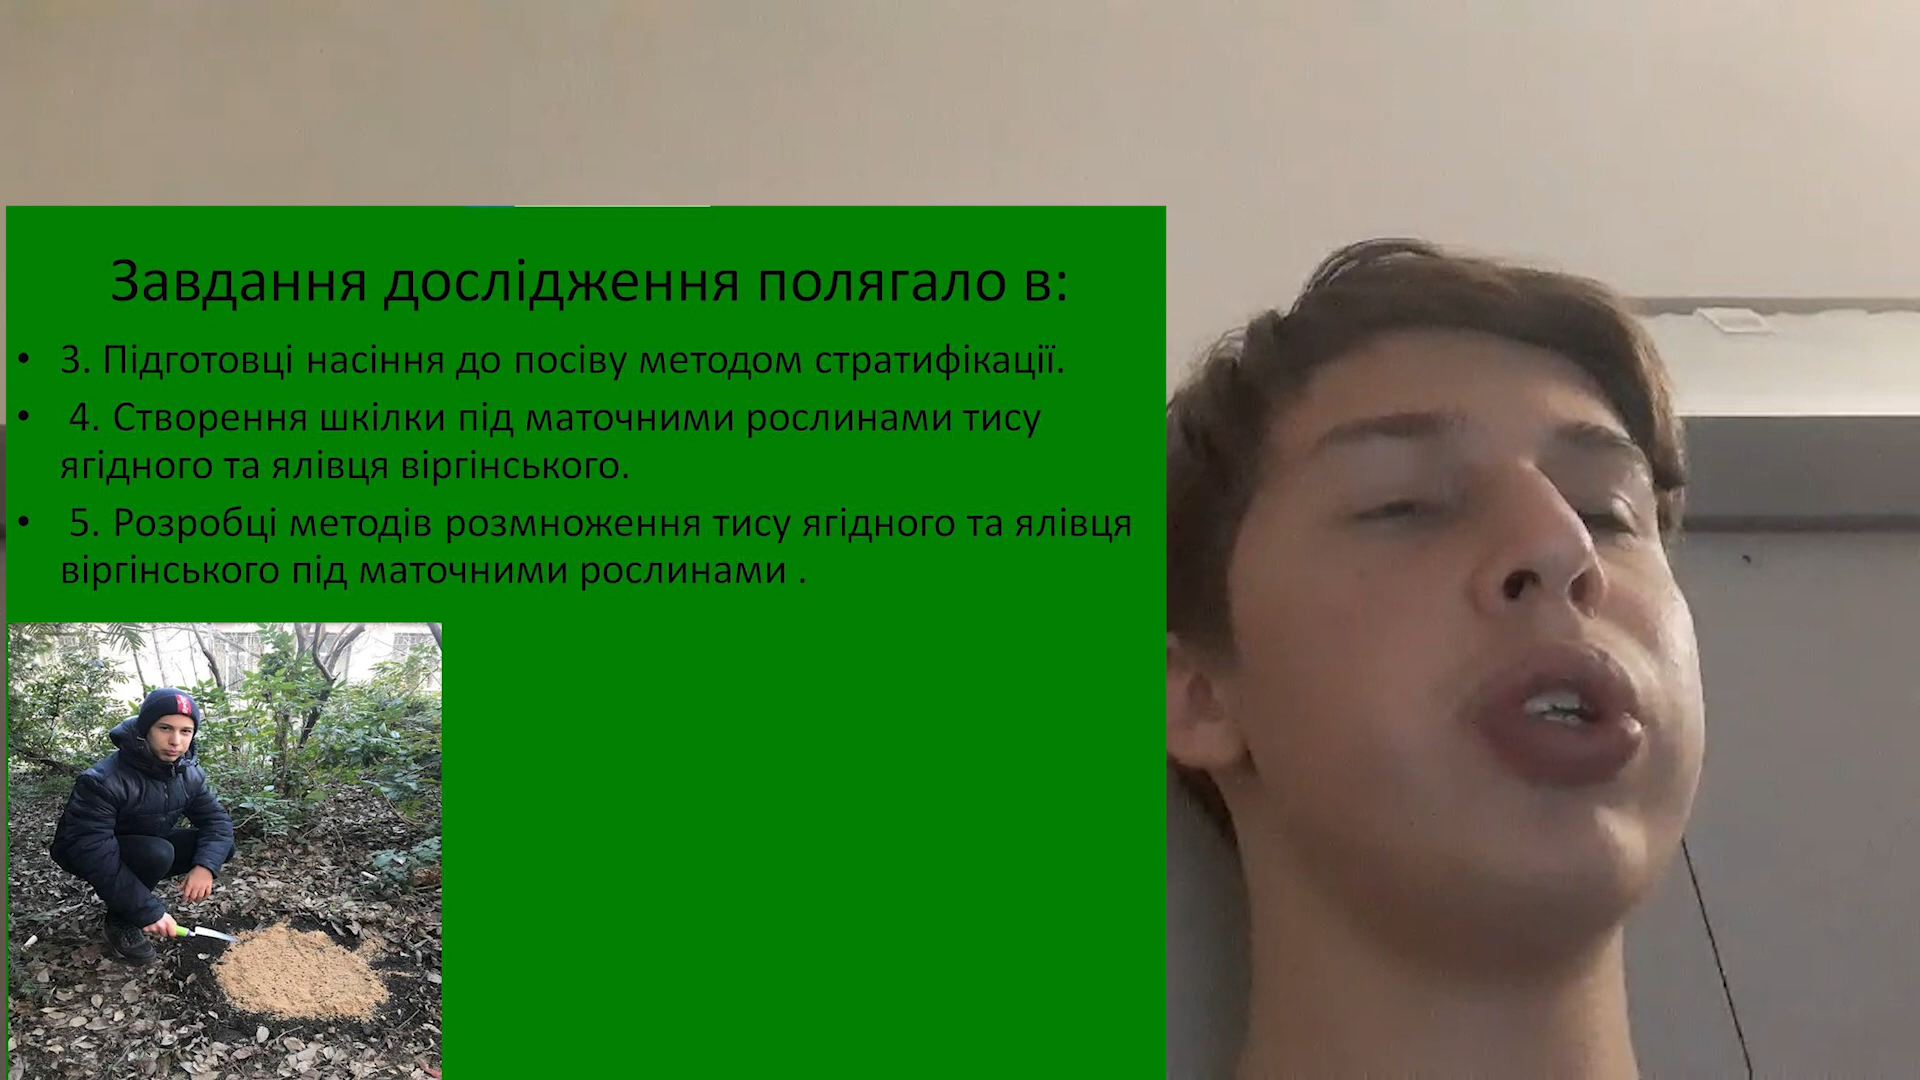 Завдання дослідження полягало в:
• 3. Підготовці насіння до посіву методом стратифікації.
• 4. Створення шкілки під маточними рослинами тису
ягідного та ялівця віргінського.
• 5. Розробці методів розмноження тису ягідного та ялівця
віргінського під маточними рослинами .